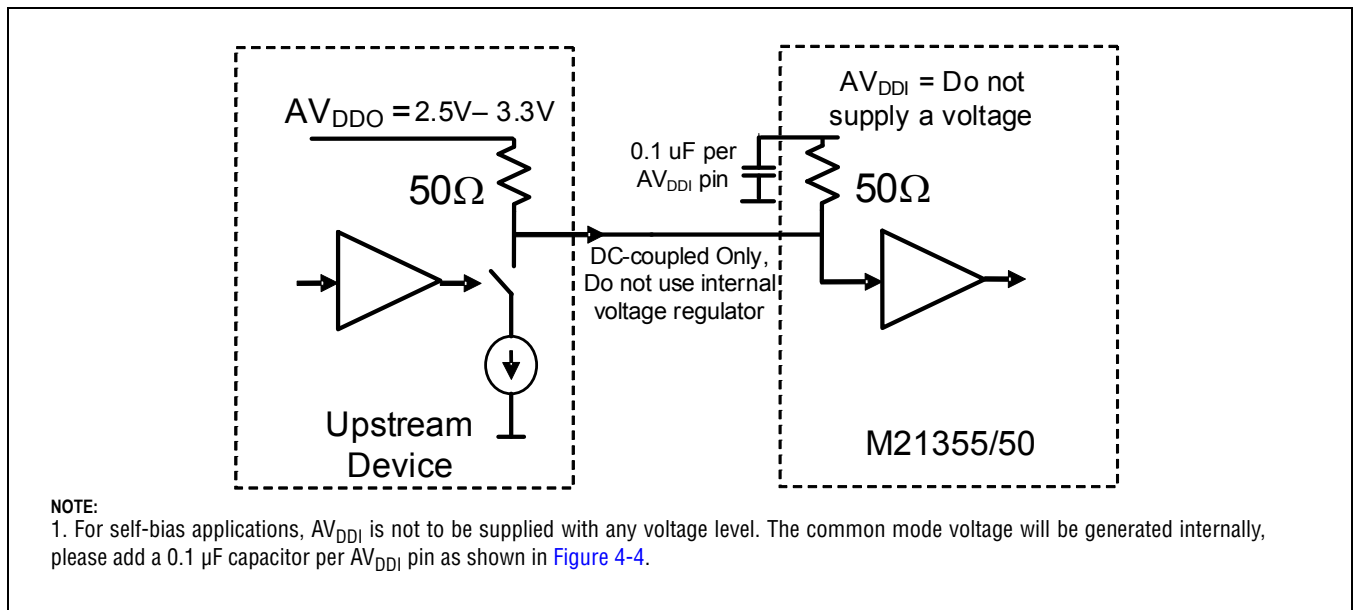 AVDDO = 2.5V– 3.3V
50Ω
Upstream
Device
0.1 uF per
AVDDI pin
DC-coupled Only,
Do not use internal
voltage regulator
AVDDI = Do not
supply a voltage
50Ω
M21355/50
NOTE:
1. For self-bias applications, AVDDI is not to be supplied with any voltage level. The common mode voltage will be generated internally,
please add a 0.1 µF capacitor per AVDDI pin as shown in Figure 4-4.